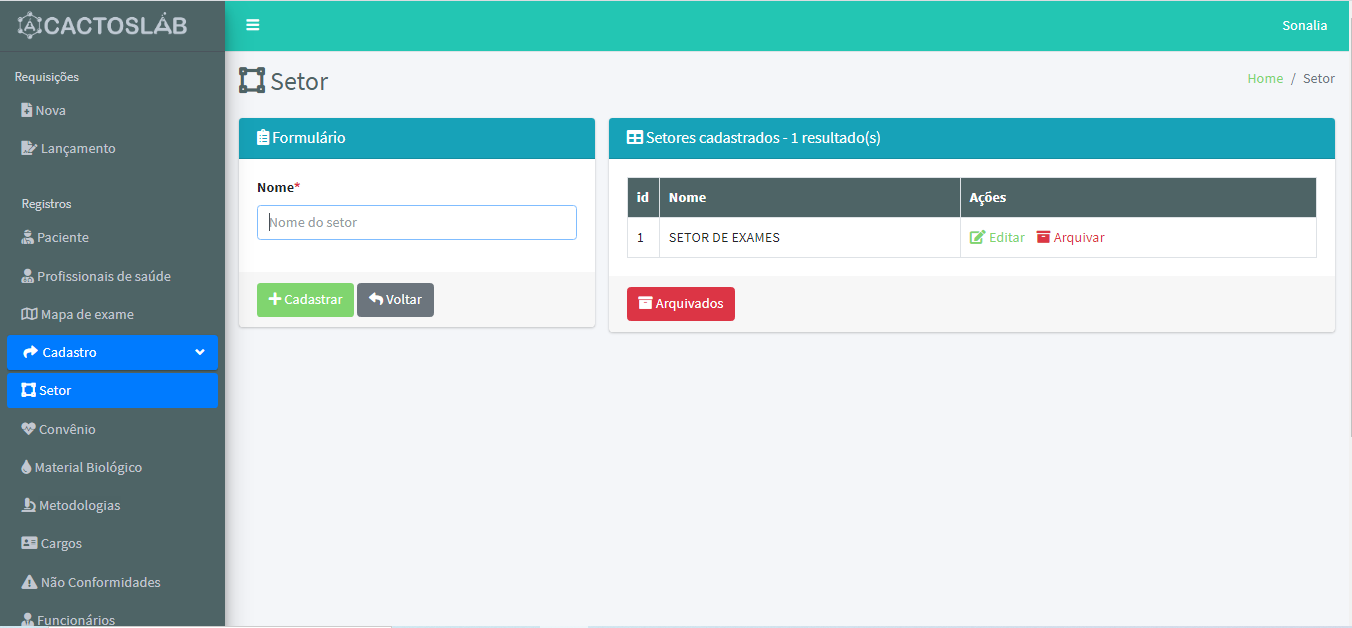 CACTOSLAB
Sonalia
Requisições
Nova
Lançamento
Registros
Paciente
Profissionais de saúde
Mapa de exame
Cadastro
Setor
Convênio
Material Biológico
Metodologias
Cargos
Não Conformidades
Funcionários
Setor
Home / Setor
Formulário
Nome*
Nome do setor
Cadastrar Voltar
Setores cadastrados - 1 resultado(s)
id Nome Ações
1 SETOR DE EXAMES Editar Arquivar
Arquivados